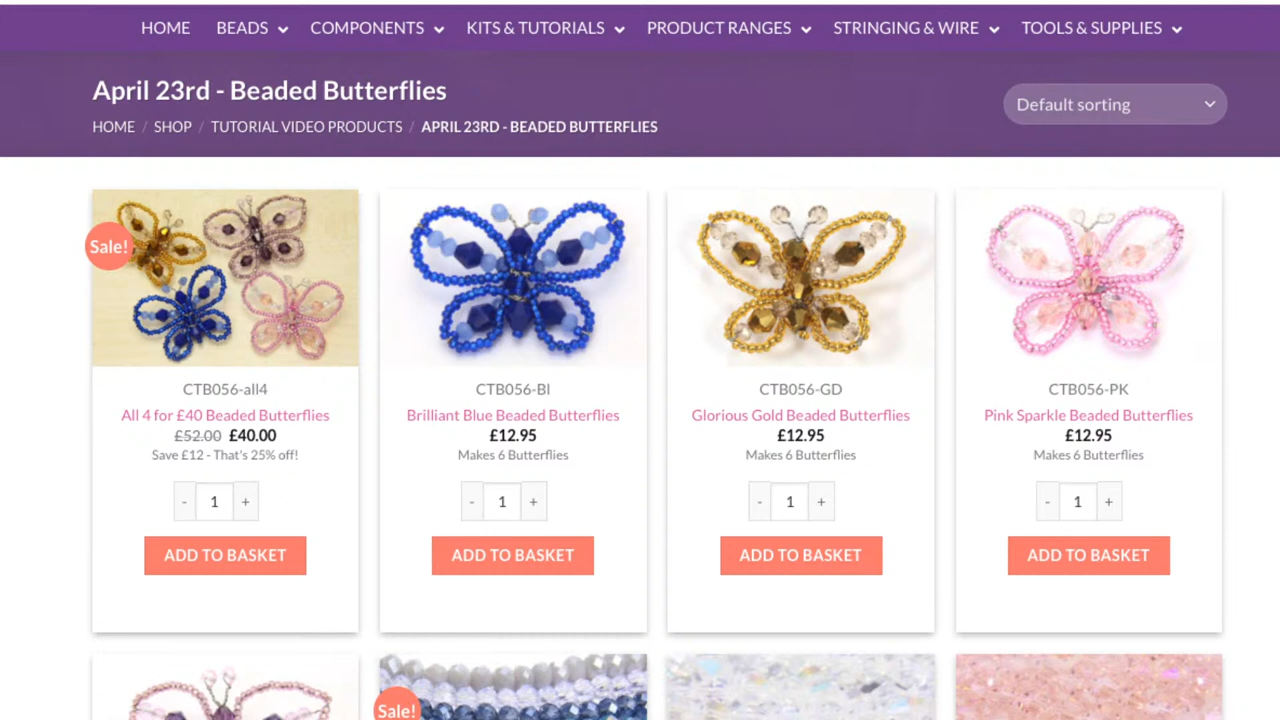 HOME BEADS COMPONENTS KITS & TUTORIALS PRODUCT RANGES STRINGING & WIRE TOOLS & SUPPLIES
April 23rd - Beaded Butterflies
Default sorting
HOME / SHOP / TUTORIAL VIDEO PRODUCTS / APRIL 23RD - BEADED BUTTERFLIES
Sale!
CTB056-all4
All 4 for £40 Beaded Butterflies
£52.00 £40.00
Save £12 - That's 25% off!
- 1 +
ADD TO BASKET
CTB056-Bl
Brilliant Blue Beaded Butterflies
£12.95
Makes 6 Butterflies
- 1 +
ADD TO BASKET
CTB056-GD
Glorious Gold Beaded Butterflies
£12.95
Makes 6 Butterflies
- 1 +
ADD TO BASKET
CTB056-PK
Pink Sparkle Beaded Butterflies
£12.95
Makes 6 Butterflies
- 1 +
ADD TO BASKET
Sale!